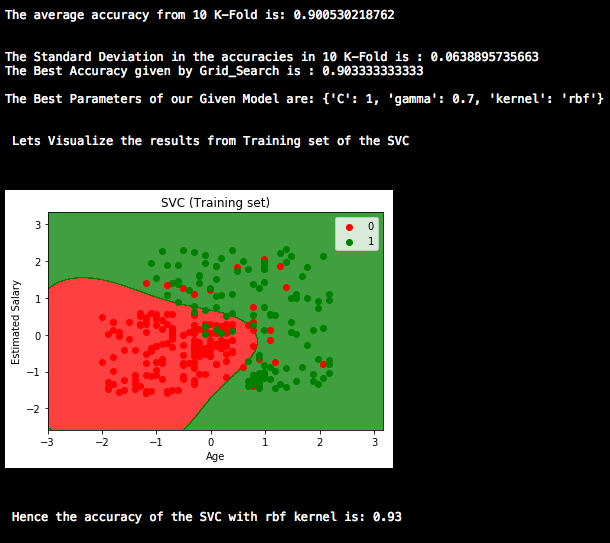 The average accuracy from 10 K-Fold is: 0.900530218762
The Standard Deviation in the accuracies in 10 K-Fold is : 0.0638895735663
The Best Accuracy given by Grid_Search is : 0.903333333333
The Best Parameters of our Given Model are: {'C': 1, 'gamma': 0.7, 'kernel': 'rbf'}
Lets Visualize the results from Training set of the SVC
SVC (Training set)
0
1
3
2
1
0
−1
−2
Estimated Salary
−3 −2 −1 0 1 2 3
Age
Hence the accuracy of the SVC with rbf kernel is: 0.93